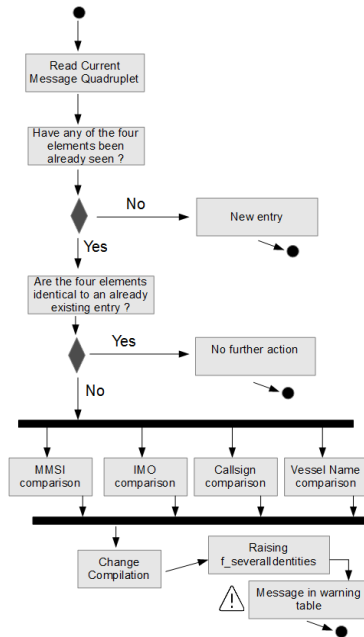 Read Current
Message Quadruplet
Have any of the four
elements been
already seen ?
No
New entry
Yes
Are the four elements
identical to an already
existing entry ?
Yes
No further action
No
MMSI
comparison
IMO
comparison
Callsign
comparison
Vessel Name
comparison
Change
Compilation
Raising
f_severalIdentities
Message in warning
table